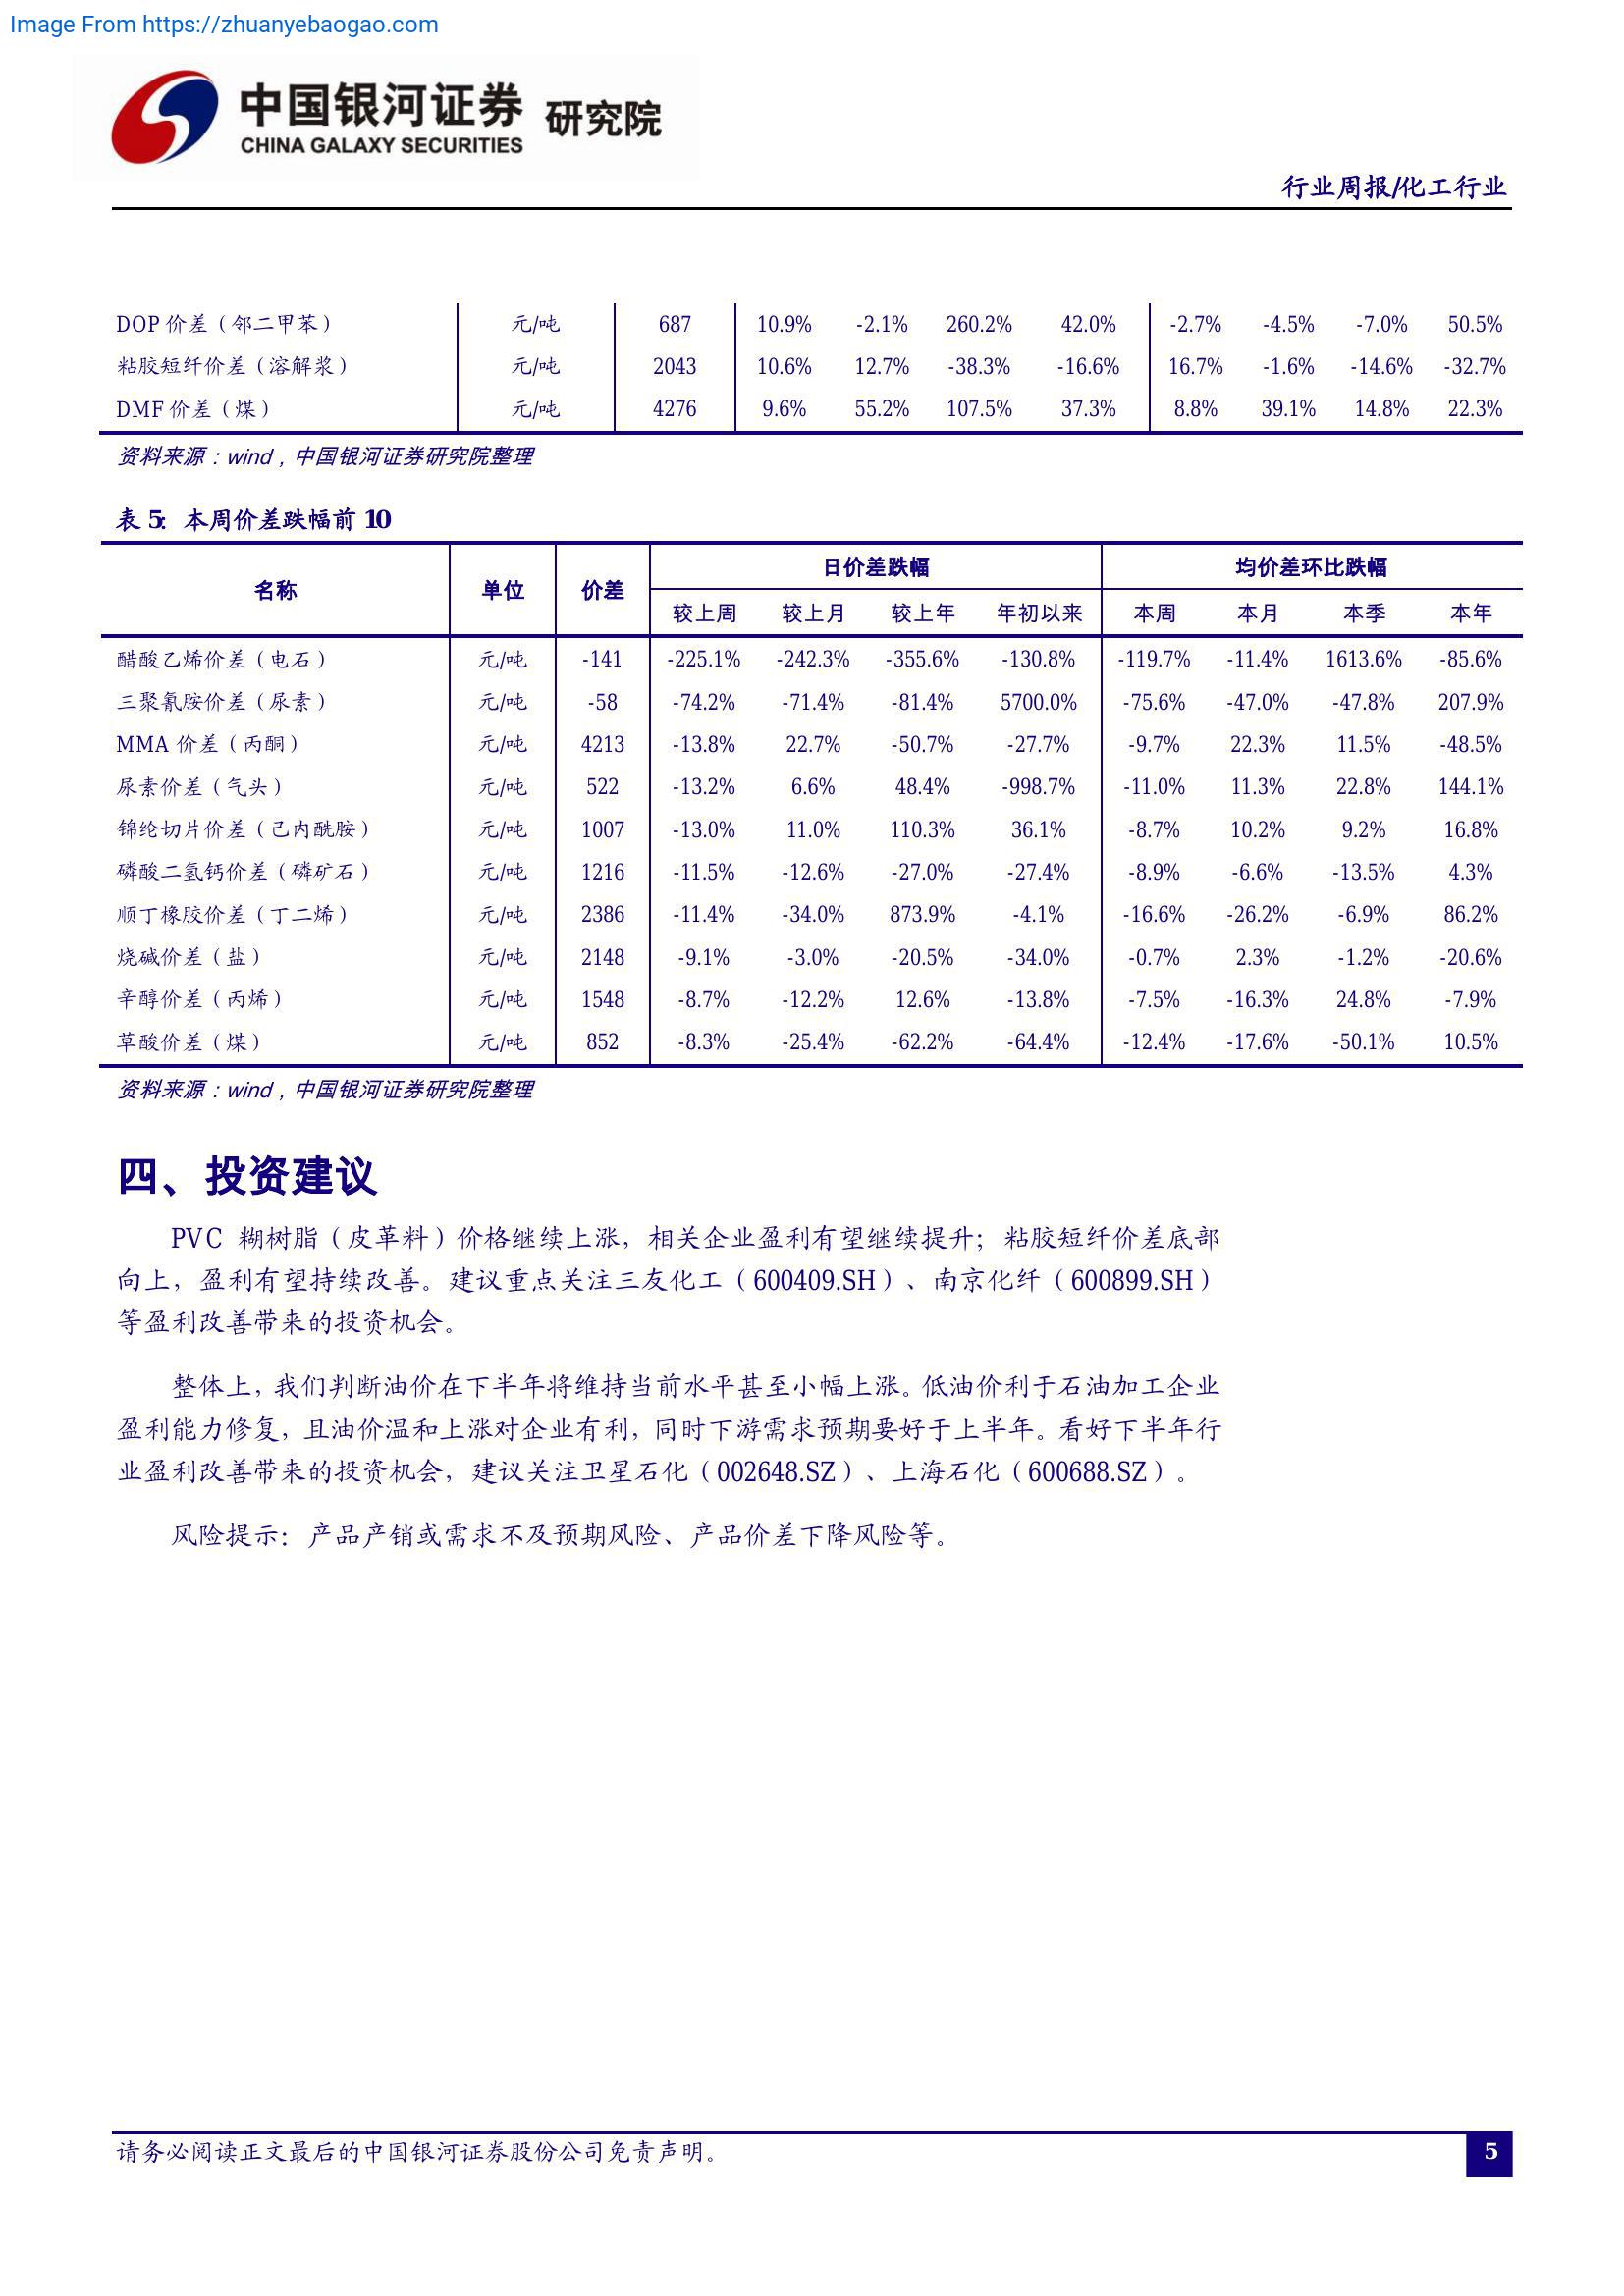 Image From https://zhuanyebaogao.com
中国银河证券 研究院
CHINA GALAXY SECURITIES
行业周报/化工行业
DOP 价差（邻二甲苯） 元/吨 687 10.9% -2.1% 260.2% 42.0% -2.7% -4.5% -7.0% 50.5%
粘胶短纤价差（溶解浆） 元/吨 2043 10.6% 12.7% -38.3% -16.6% 16.7% -1.6% -14.6% -32.7%
DMF 价差（煤） 元/吨 4276 9.6% 55.2% 107.5% 37.3% 8.8% 39.1% 14.8% 22.3%
资料来源：wind，中国银河证券研究院整理
表 5: 本周价差跌幅前 10
名称 单位 价差 日价差跌幅 均价差环比跌幅
较上周 较上月 较上年 年初以来 本周 本月 本季 本年
醋酸乙烯价差（电石） 元/吨 -141 -225.1% -242.3% -355.6% -130.8% -119.7% -11.4% 1613.6% -85.6%
三聚氰胺价差（尿素） 元/吨 -58 -74.2% -71.4% -81.4% 5700.0% -75.6% -47.0% -47.8% 207.9%
MMA 价差（丙酮） 元/吨 4213 -13.8% 22.7% -50.7% -27.7% -9.7% 22.3% 11.5% -48.5%
尿素价差（气头） 元/吨 522 -13.2% 6.6% 48.4% -998.7% -11.0% 11.3% 22.8% 144.1%
锦纶切片价差（己内酰胺） 元/吨 1007 -13.0% 11.0% 110.3% 36.1% -8.7% 10.2% 9.2% 16.8%
磷酸二氢钙价差（磷矿石） 元/吨 1216 -11.5% -12.6% -27.0% -27.4% -8.9% -6.6% -13.5% 4.3%
顺丁橡胶价差（丁二烯） 元/吨 2386 -11.4% -34.0% 873.9% -4.1% -16.6% -26.2% -6.9% 86.2%
烧碱价差（盐） 元/吨 2148 -9.1% -3.0% -20.5% -34.0% -0.7% 2.3% -1.2% -20.6%
辛醇价差（丙烯） 元/吨 1548 -8.7% -12.2% 12.6% -13.8% -7.5% -16.3% 24.8% -7.9%
草酸价差（煤） 元/吨 852 -8.3% -25.4% -62.2% -64.4% -12.4% -17.6% -50.1% 10.5%
资料来源：wind，中国银河证券研究院整理
四、投资建议
PVC 糊树脂（皮革料）价格继续上涨，相关企业盈利有望继续提升；粘胶短纤价差底部
向上，盈利有望持续改善。建议重点关注三友化工（600409.SH）、南京化纤（600899.SH）
等盈利改善带来的投资机会。
整体上，我们判断油价在下半年将维持当前水平甚至小幅上涨。低油价利于石油加工企业
盈利能力修复，且油价温和上涨对企业有利，同时下游需求预期要好于上半年。看好下半年行
业盈利改善带来的投资机会，建议关注卫星石化（002648.SZ）、上海石化（600688.SZ）。
风险提示：产品产销或需求不及预期风险、产品价差下降风险等。
请务必阅读正文最后的中国银河证券股份公司免责声明。
5